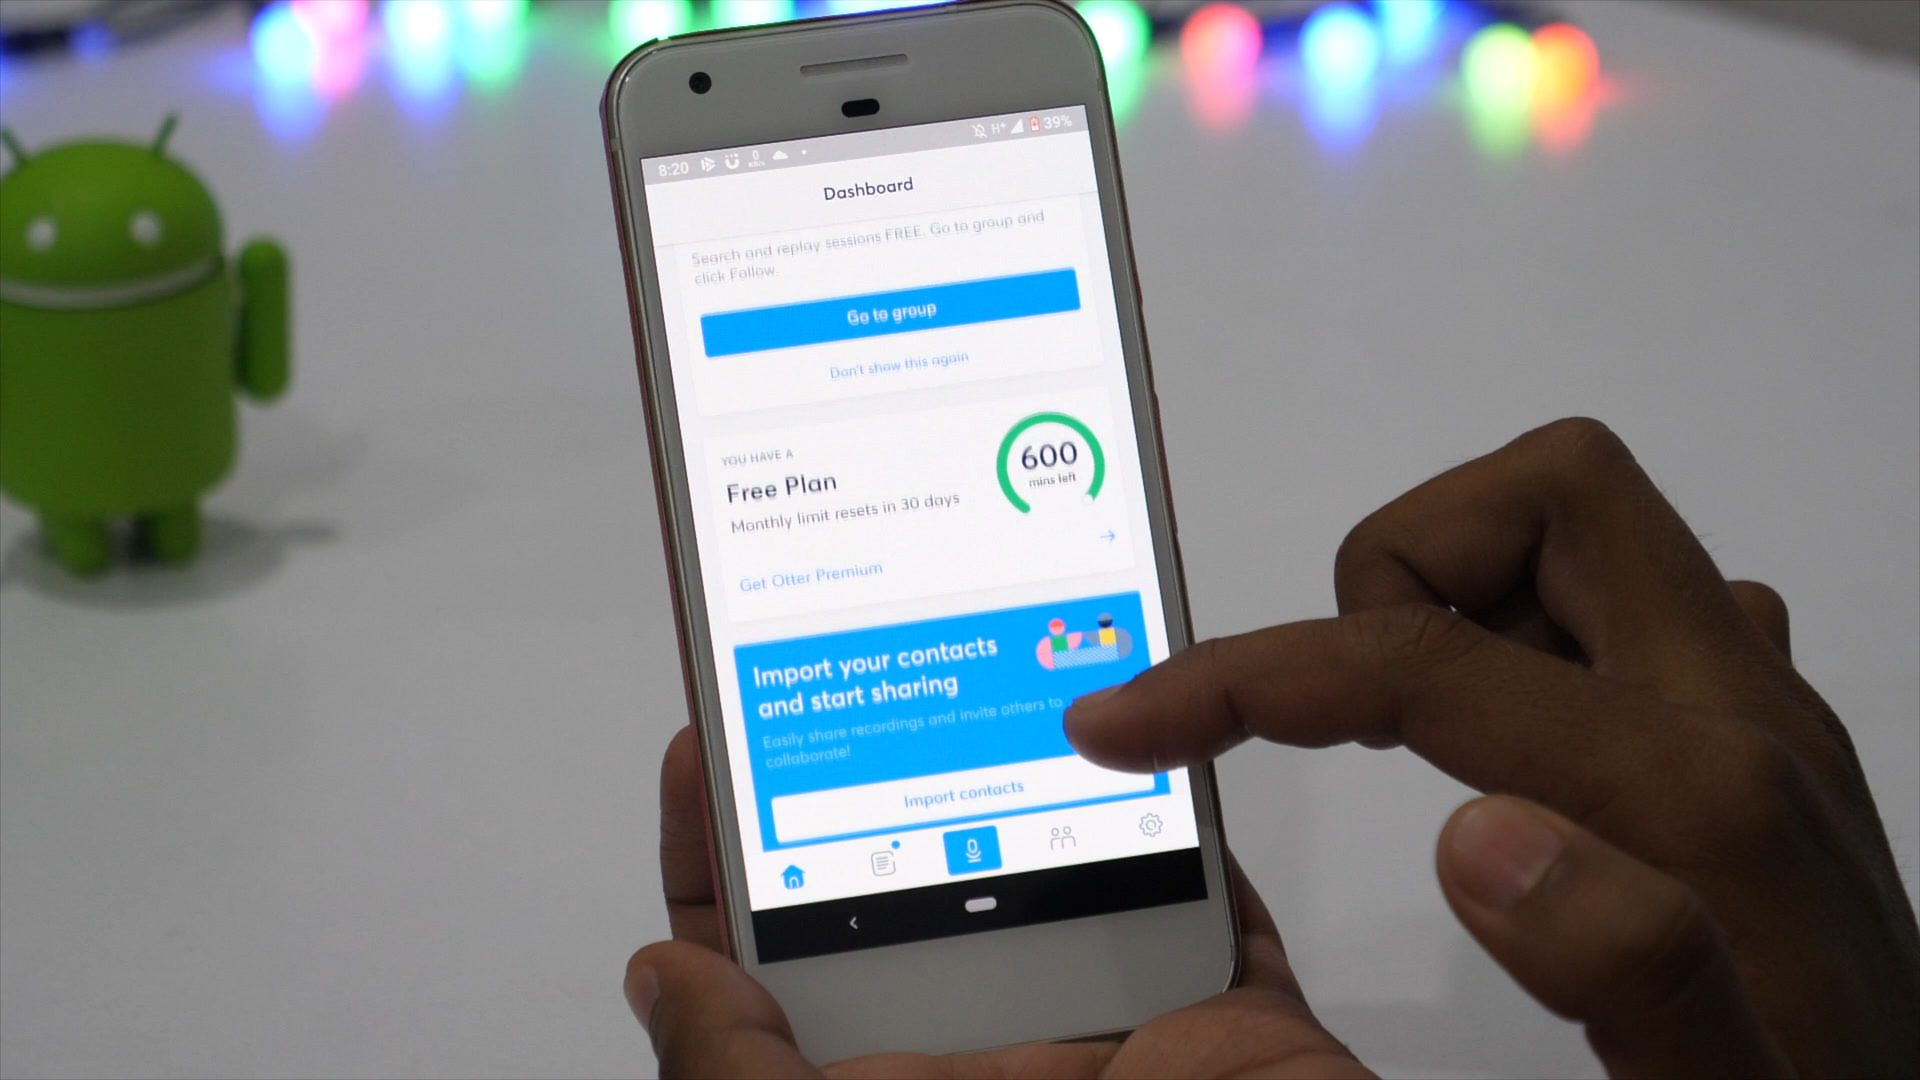 8:20 0 KB/s H+ 39%
Dashboard
Search and replay sessions FREE. Go to group and
click Follow.
Go to group
Don't show this again
YOU HAVE A
Free Plan
Monthly limit resets in 30 days
600
mins left
Get Otter Premium
Import your contacts
and start sharing
Easily share recordings and invite others to
collaborate!
Import contacts